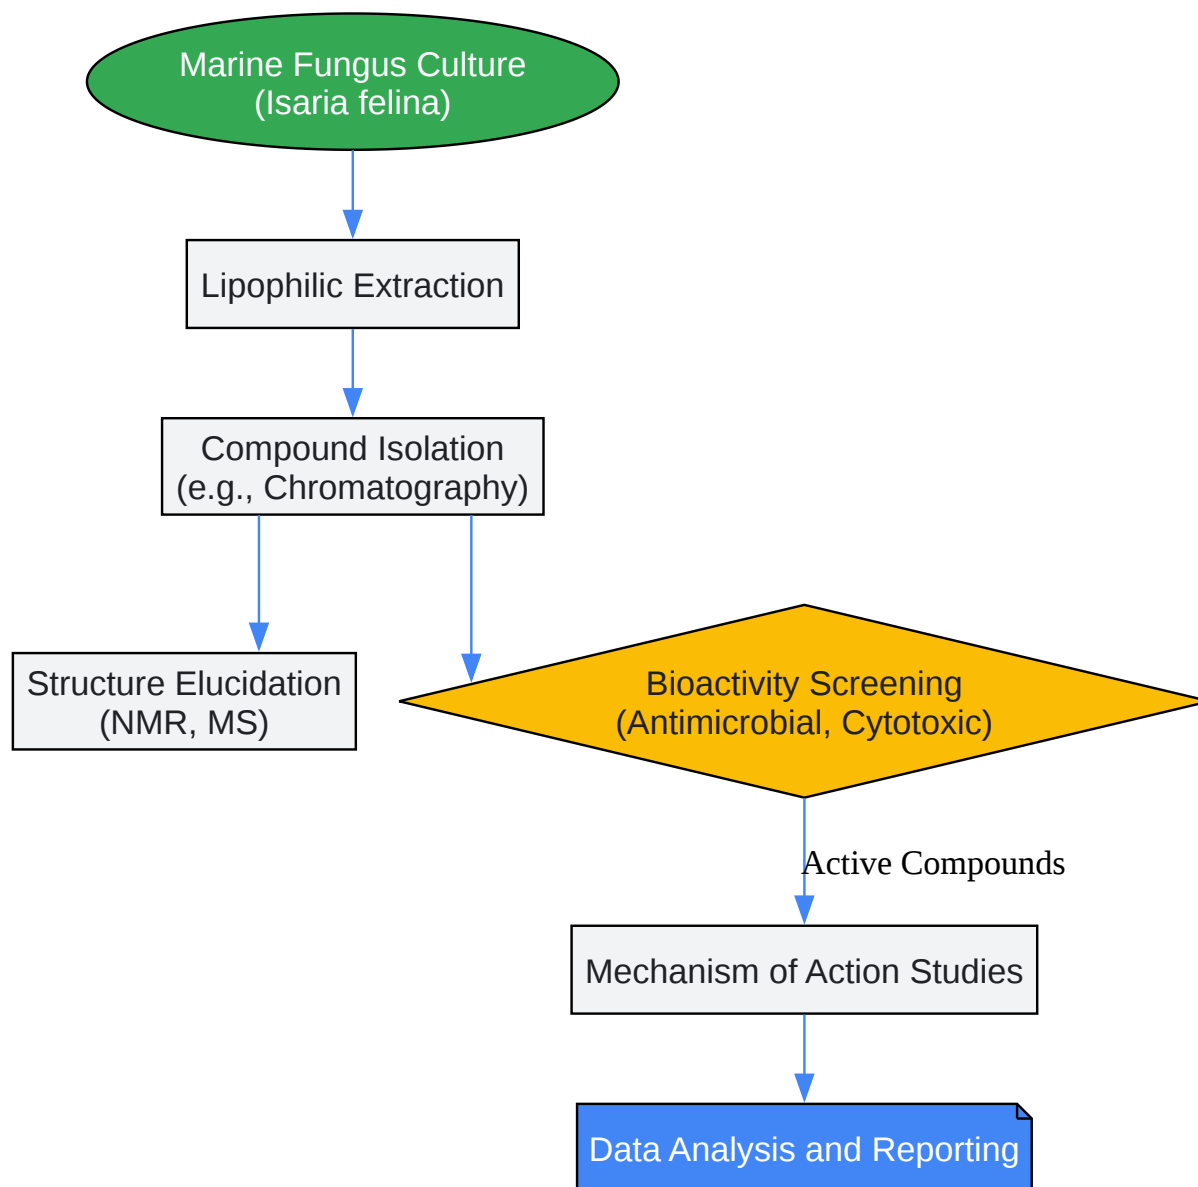 Marine Fungus Culture
(Isaria felina)
Lipophilic Extraction
Compound Isolation
(e.g., Chromatography)
Structure Elucidation
(NMR, MS)
Bioactivity Screening
(Antimicrobial, Cytotoxic)
Active Compounds
Mechanism of Action Studies
Data Analysis and Reporting